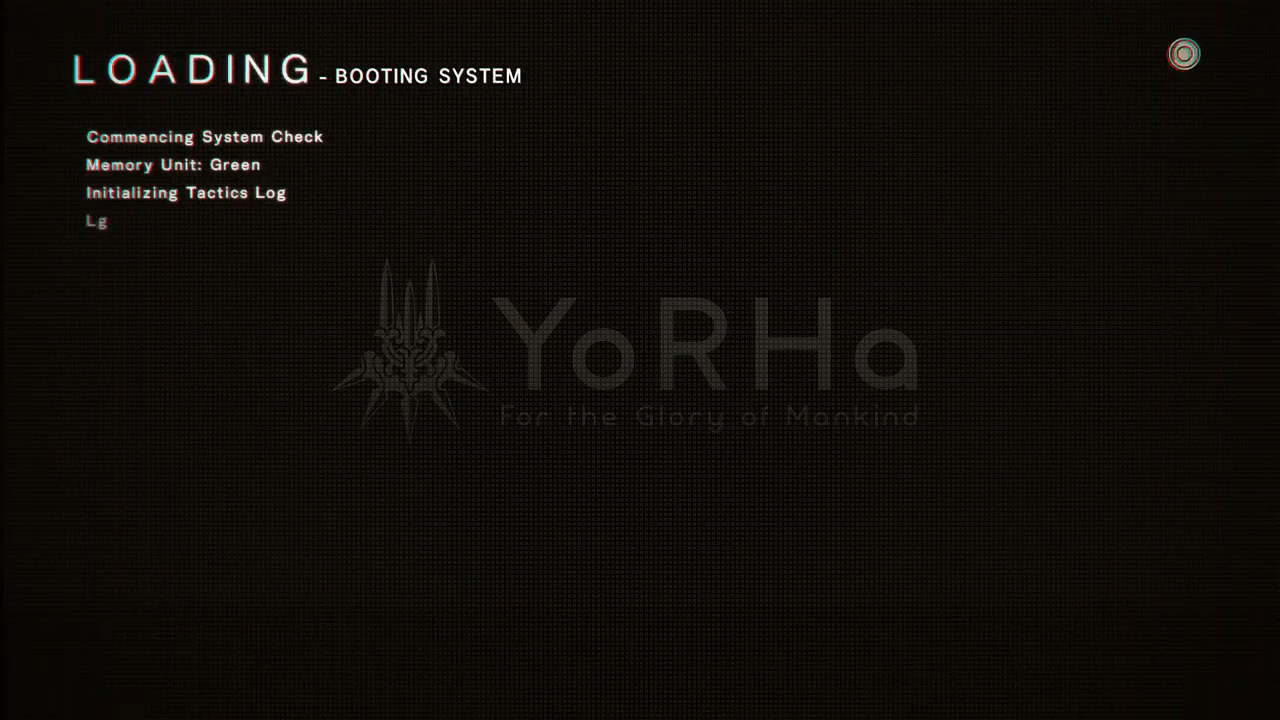 LOADING - BOOTING SYSTEM
Commencing System Check
Memory Unit: Green
Initializing Tactics Log
Lg
YoRHa
For the Glory of Mankind